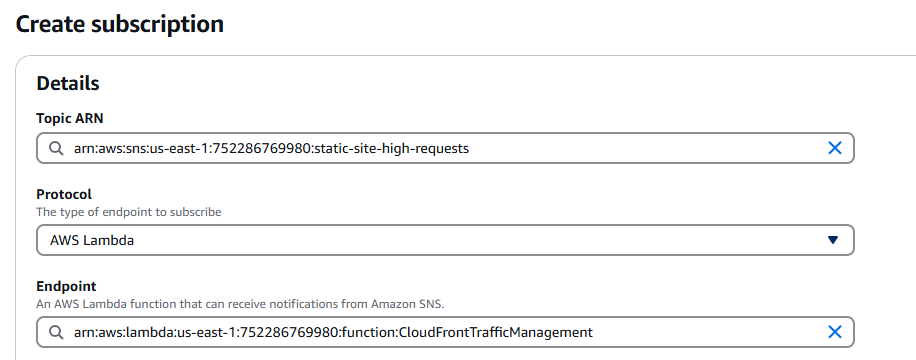 Create subscription
Details
Topic ARN
arn:aws:sns:us-east-1:752286769980:static-site-high-requests
Protocol
The type of endpoint to subscribe
AWS Lambda
Endpoint
An AWS Lambda function that can receive notifications from Amazon SNS.
arn:aws:lambda:us-east-1:752286769980:function:CloudFrontTrafficManagement